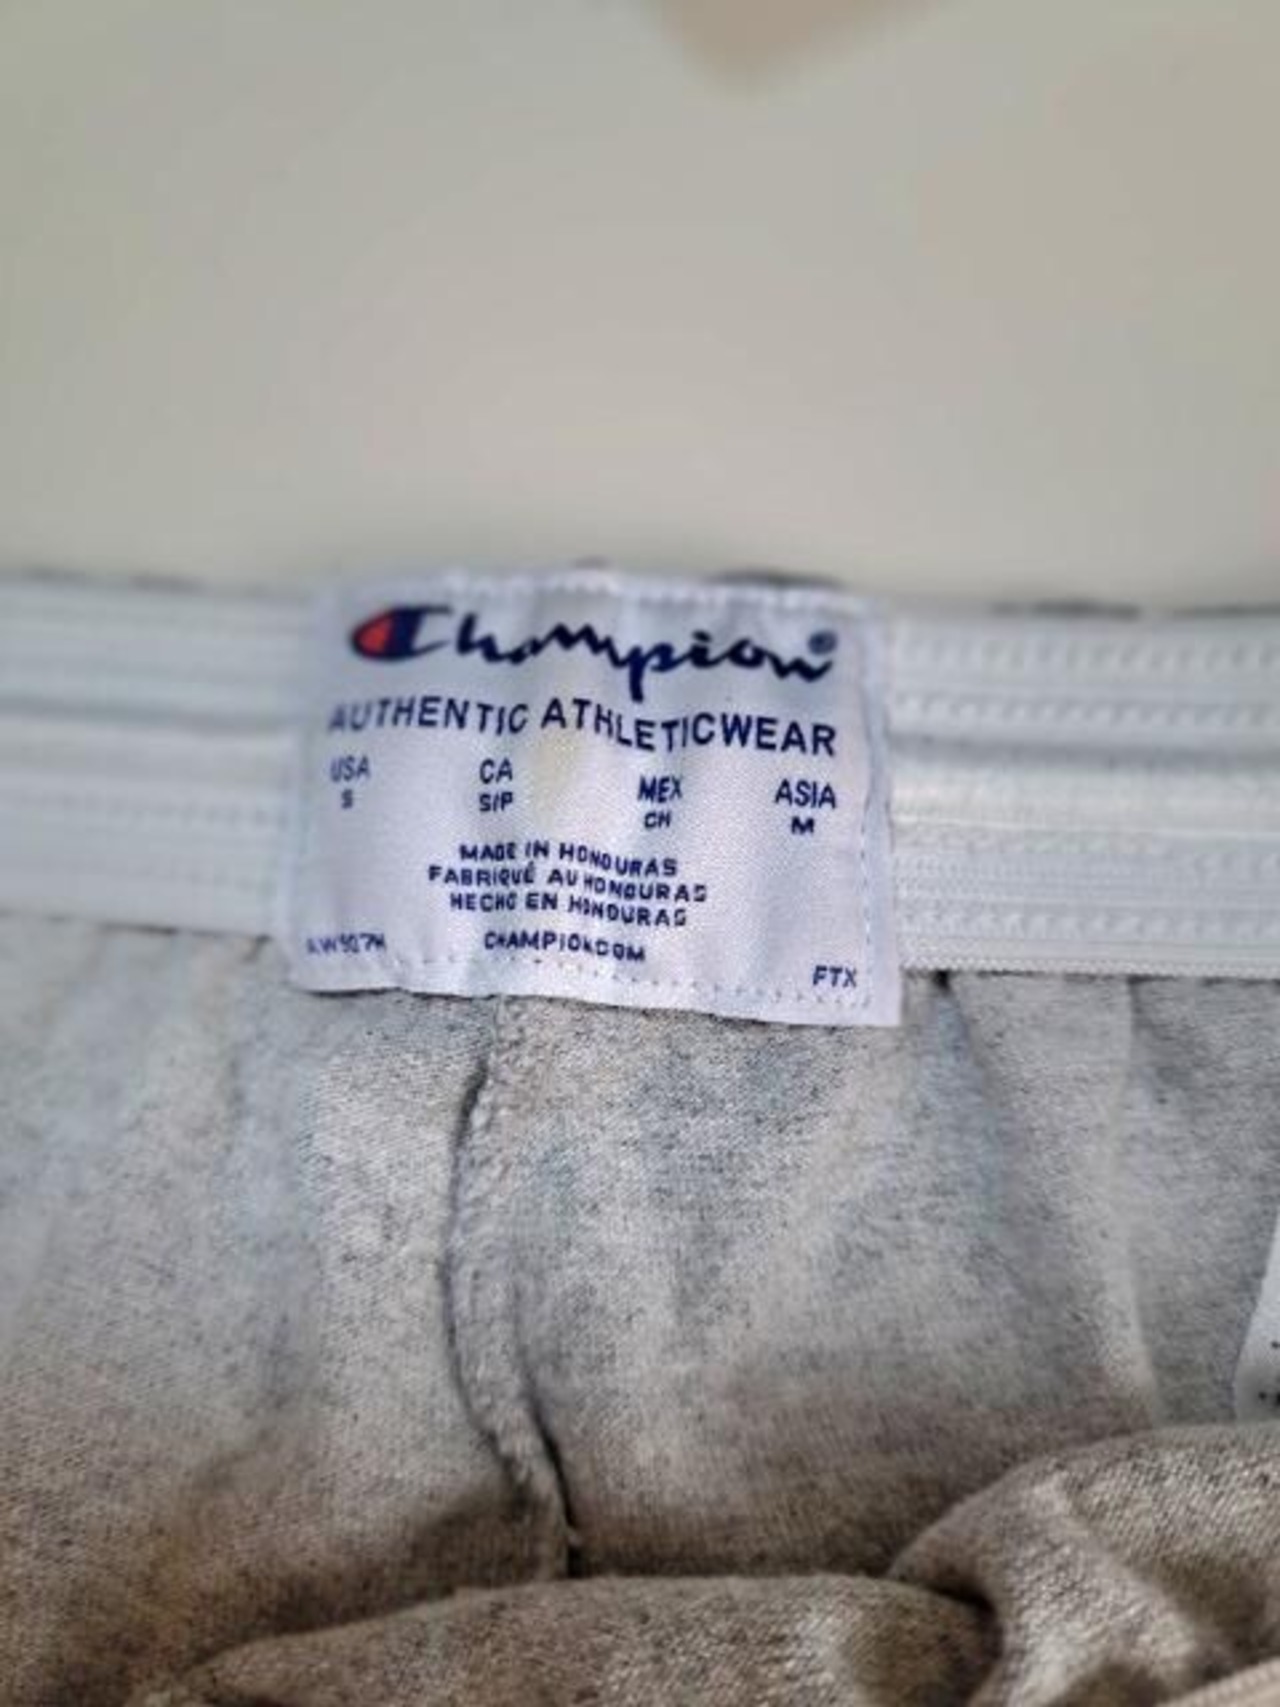 Champion®
AUTHENTIC ATHLETICWEAR
USA CA MEX ASIA
S S/P CH M
MADE IN HONDURAS
FABRIQUÉ AU HONDURAS
HECHO EN HONDURAS
CHAMPION.COM
FTX